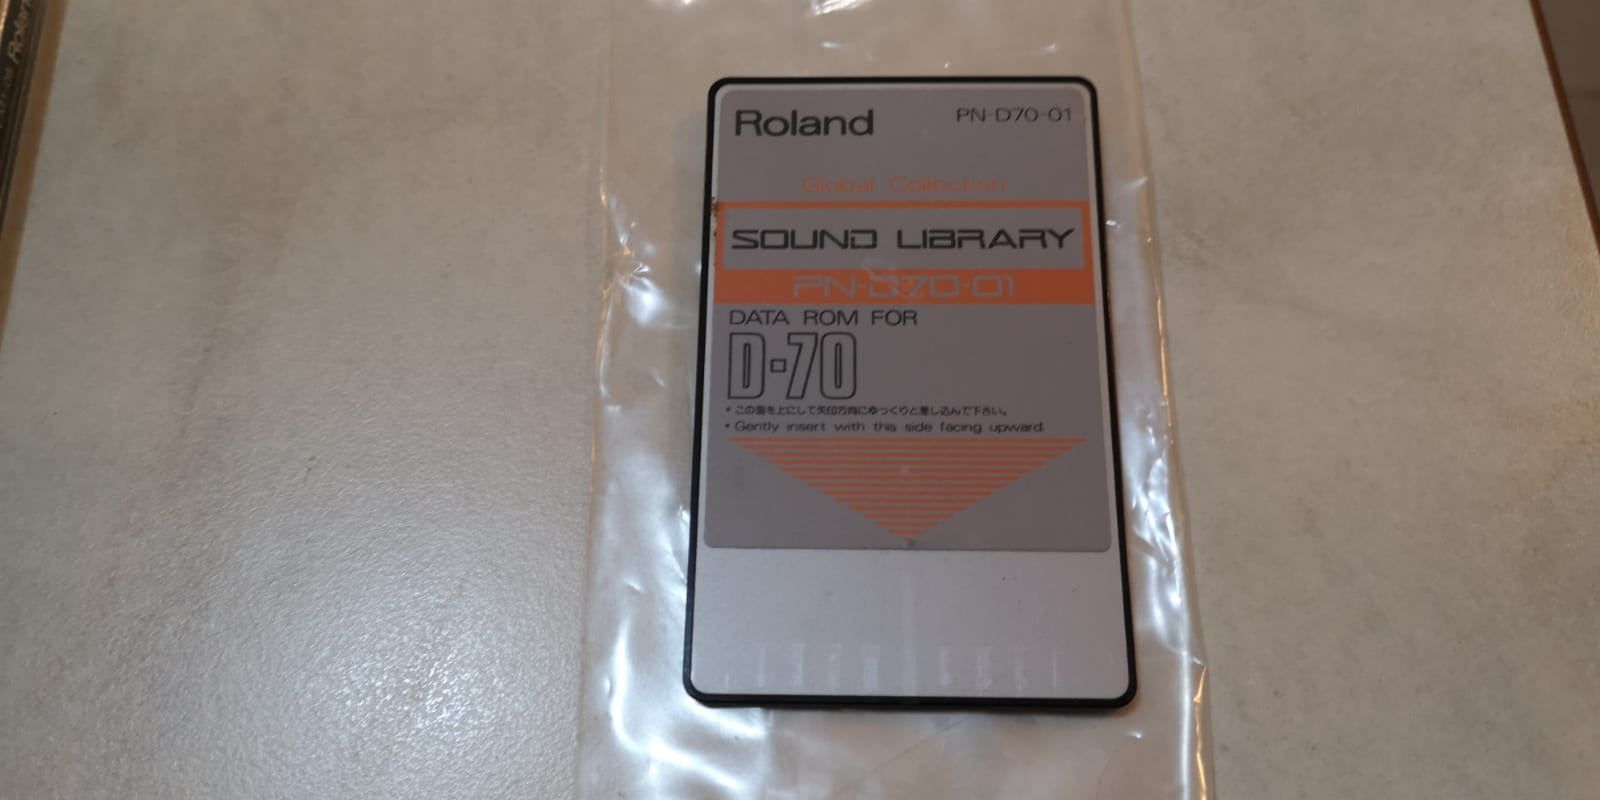 Roland
PN-D70-01
Global Collection
SOUND LIBRARY
PN-D70-01
DATA ROM FOR
D-70
• この面を上にして矢印方向にゆっくりと差し込んで下さい。
• Gently insert with this side facing upward.
Roland